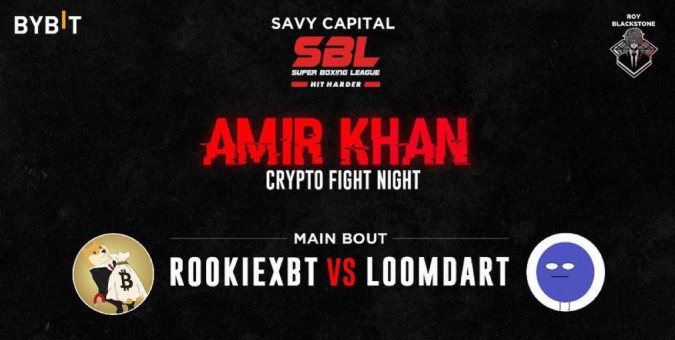 BYBIT
SAVY CAPITAL
SBL
SUPER BOXING LEAGUE
HIT HARDER
ROY
BLACKSTONE
AMIR KHAN
CRYPTO FIGHT NIGHT
MAIN BOUT
ROOKIEXBT VS LOOMDART
₿